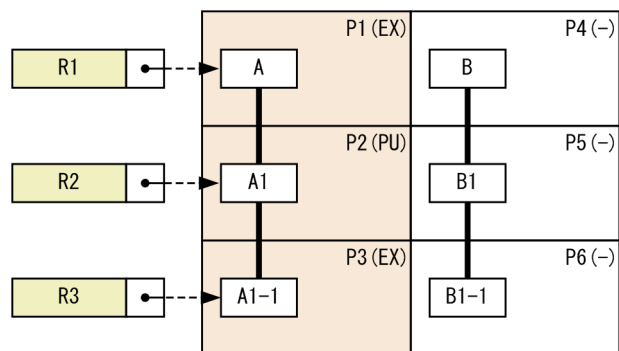 P1(EX) P4(-)
R1 A B
P2(PU) P5(-)
R2 A1 B1
P3(EX) P6(-)
R3 A1-1 B1-1